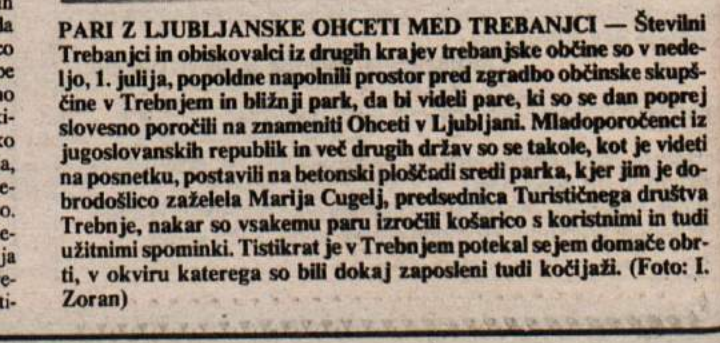 PARI Z LJUBLJANSKE OHCETI MED TREBANJCI — Številni
Trebanjci in obiskovalci iz drugih krajev trebanjske občine so v nede-
ljo, 1. julija, popoldne napolnili prostor pred zgradbo občinske skupš-
čine v Trebnjem in bližnji park, da bi videli pare, ki so se dan poprej
slovesno poročili na znameniti Ohceti v Ljubljani. Mladoporočenci iz
jugoslovanskih republik in več drugih držav so se takole, kot je videti
na posnetku, postavili na betonski ploščadi sredi parka, kjer jim je do-
brodošlico zaželela Marija Cugelj, predsednica Turističnega društva
Trebnje, nakar so vsakemu paru izročili košarico s koristnimi in tudi
užitnimi spominki. Tistikrat je v Trebnjem potekal sejem domače obr-
ti, v okviru katerega so bili dokaj zaposleni tudi kočijaži. (Foto: I.
Zoran)